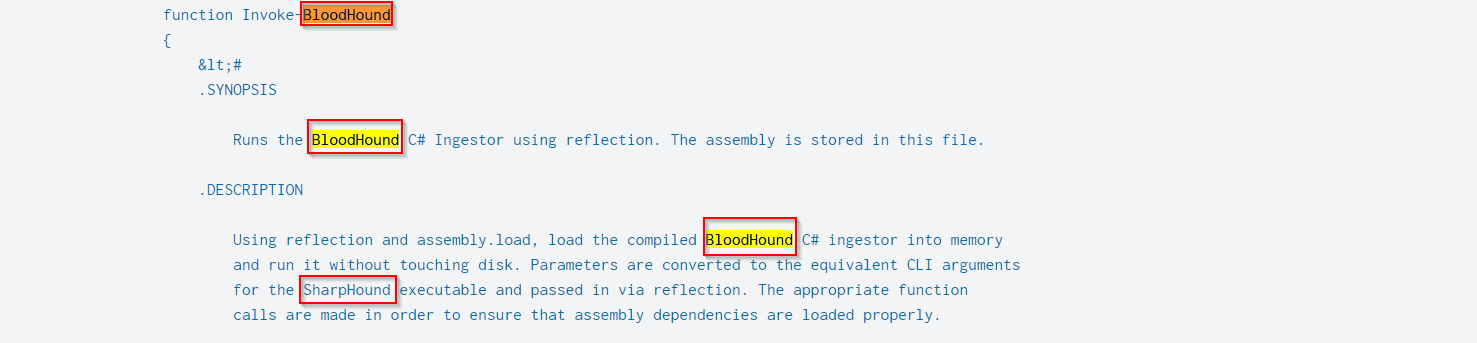 function Invoke-BloodHound
{
&lt;#
.SYNOPSIS
Runs the BloodHound C# Ingestor using reflection. The assembly is stored in this file.
.DESCRIPTION
Using reflection and assembly.load, load the compiled BloodHound C# ingestor into memory
and run it without touching disk. Parameters are converted to the equivalent CLI arguments
for the SharpHound executable and passed in via reflection. The appropriate function
calls are made in order to ensure that assembly dependencies are loaded properly.